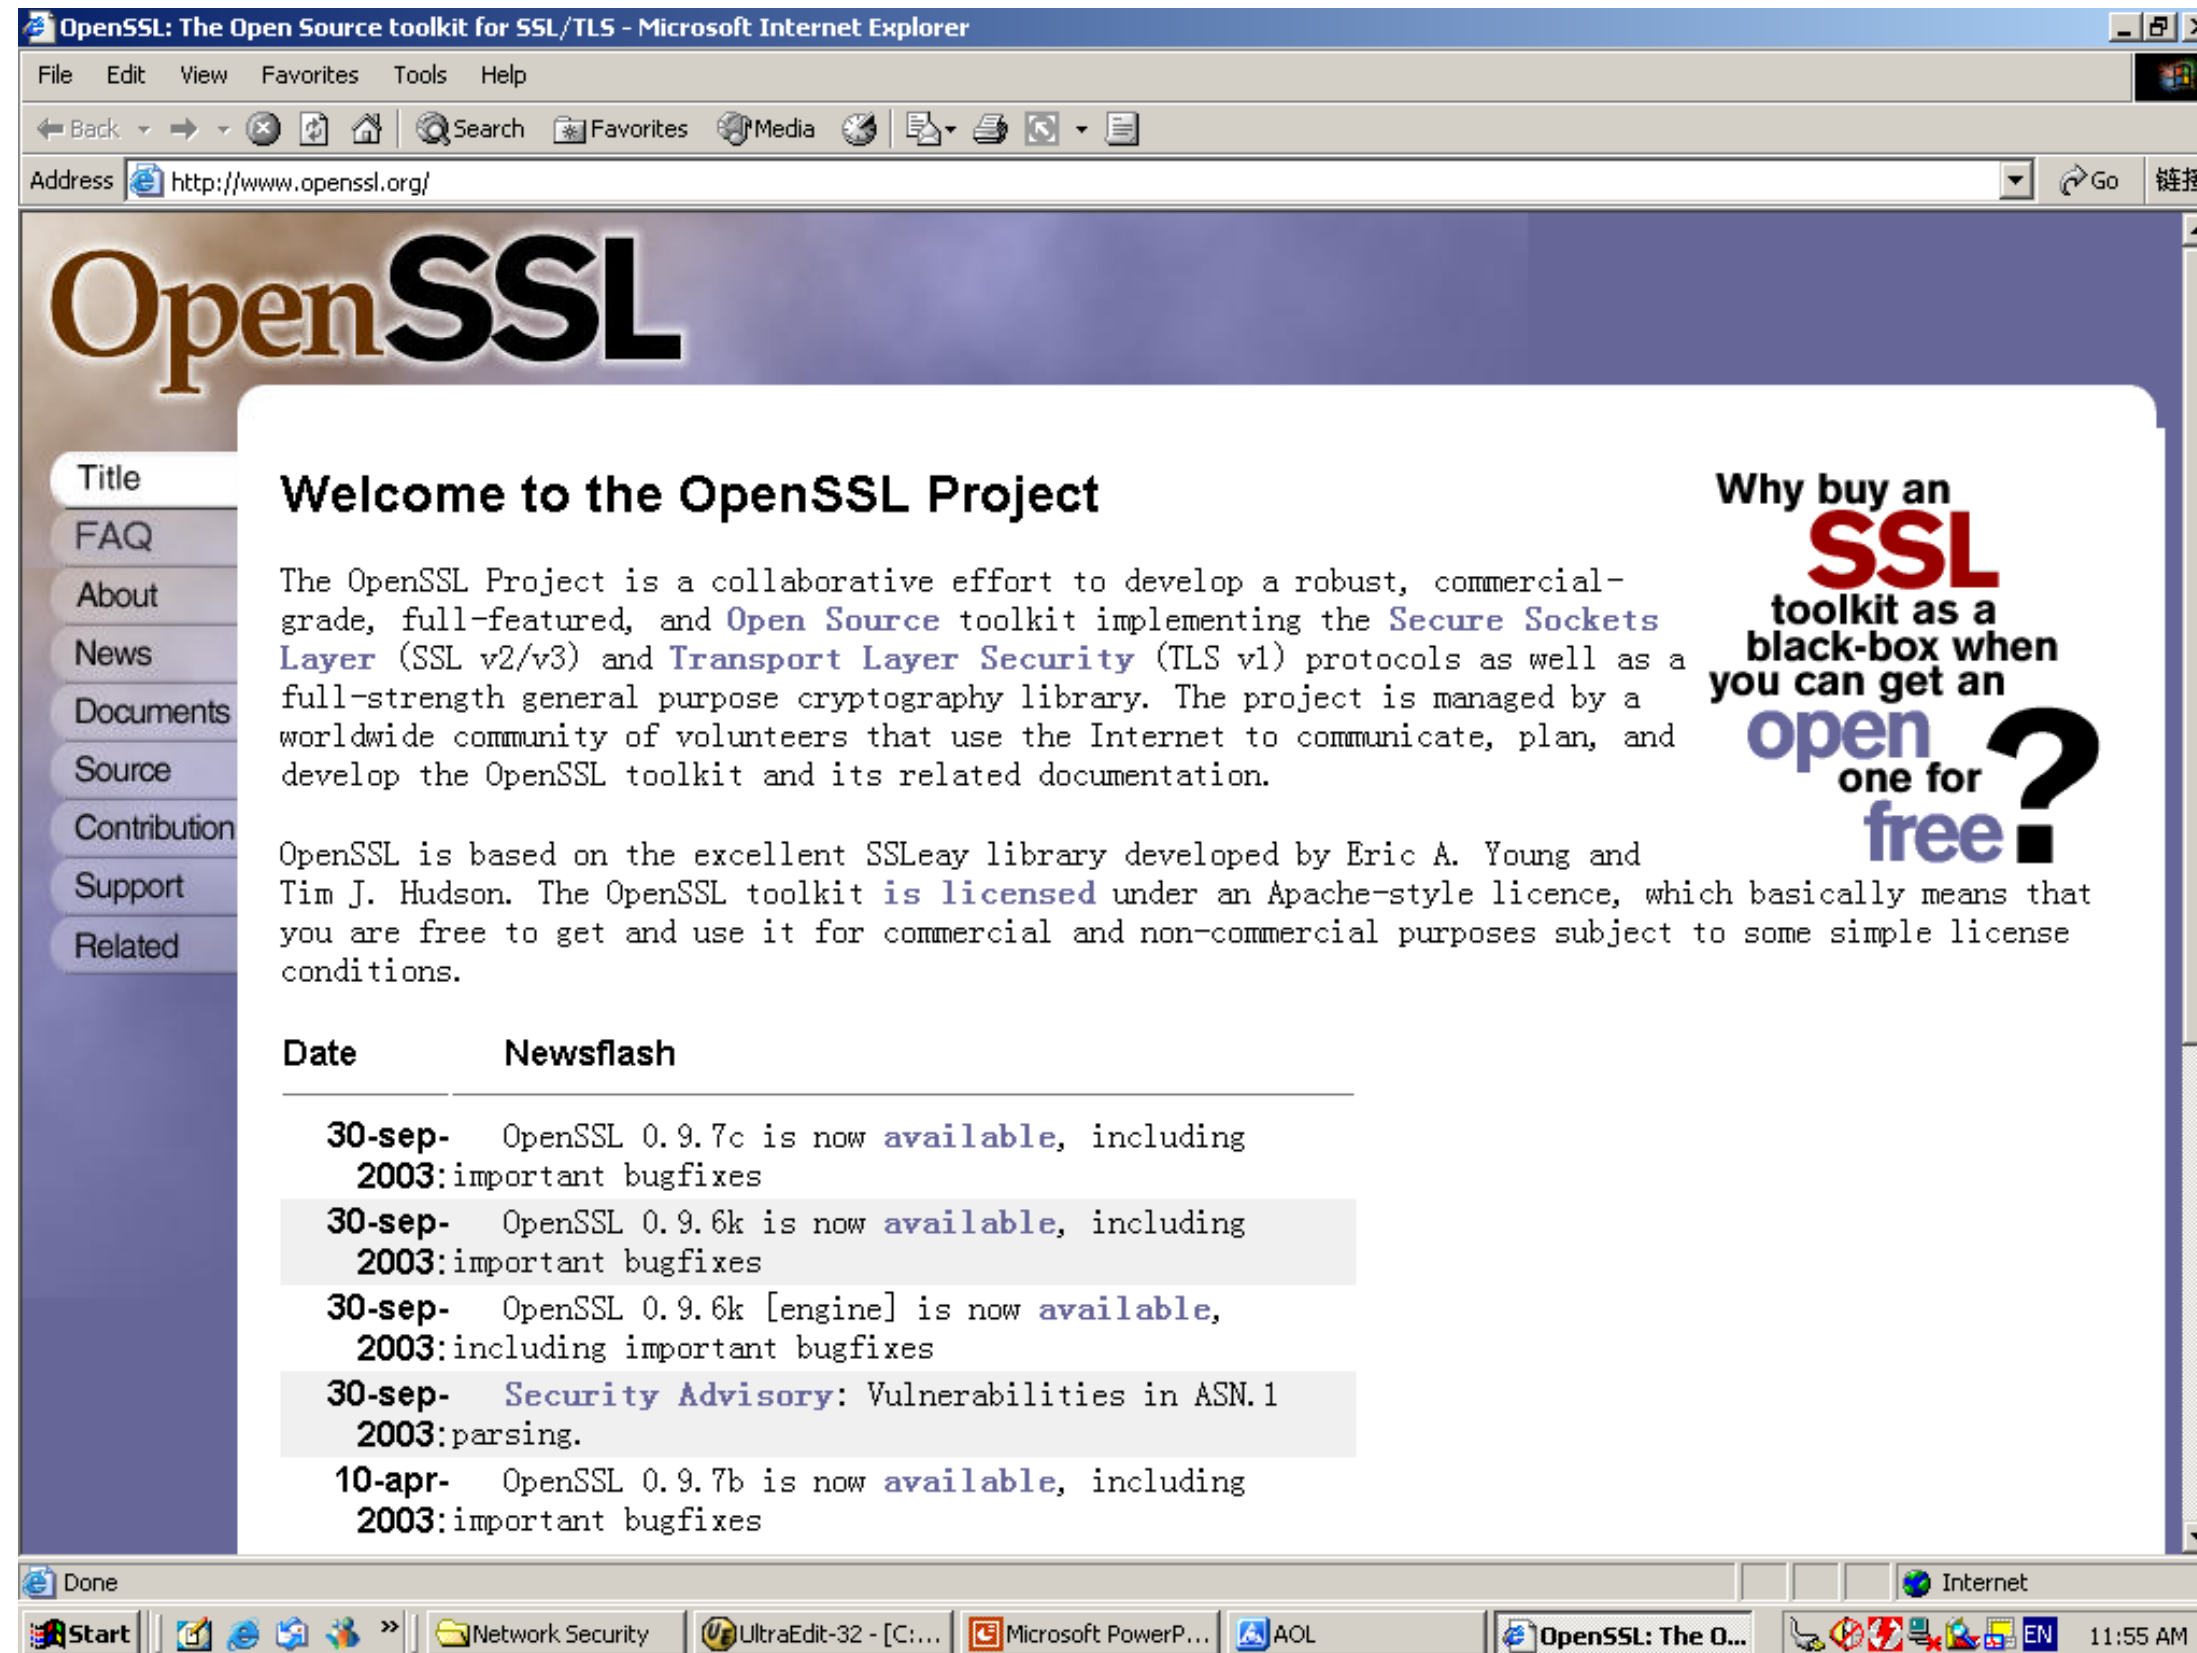 OpenSSL: The Open Source toolkit for SSL/TLS - Microsoft Internet Explorer
File Edit View Favorites Tools Help
Back Search Favorites Media
Address http://www.openssl.org/ Go
OpenSSL
Title
FAQ
About
News
Documents
Source
Contribution
Support
Related
Welcome to the OpenSSL Project
The OpenSSL Project is a collaborative effort to develop a robust, commercial-
grade, full-featured, and Open Source toolkit implementing the Secure Sockets
Layer (SSL v2/v3) and Transport Layer Security (TLS v1) protocols as well as a
full-strength general purpose cryptography library. The project is managed by a
worldwide community of volunteers that use the Internet to communicate, plan, and
develop the OpenSSL toolkit and its related documentation.
Why buy an
SSL
toolkit as a
black-box when
you can get an
open
one for
free?
OpenSSL is based on the excellent SSLeay library developed by Eric A. Young and
Tim J. Hudson. The OpenSSL toolkit is licensed under an Apache-style licence, which basically means that
you are free to get and use it for commercial and non-commercial purposes subject to some simple license
conditions.
Date Newsflash
30-sep- OpenSSL 0.9.7c is now available, including
2003: important bugfixes
30-sep- OpenSSL 0.9.6k is now available, including
2003: important bugfixes
30-sep- OpenSSL 0.9.6k [engine] is now available,
2003: including important bugfixes
30-sep- Security Advisory: Vulnerabilities in ASN.1
2003: parsing.
10-apr- OpenSSL 0.9.7b is now available, including
2003: important bugfixes
Done Internet
Start » Network Security UltraEdit-32 - [C:... Microsoft PowerP... AOL OpenSSL: The O... EN 11:55 AM